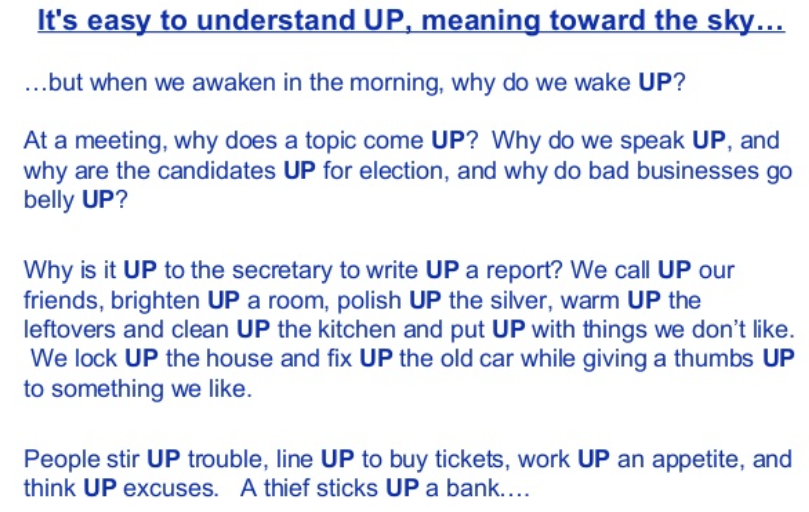 It's easy to understand UP, meaning toward the sky…
…but when we awaken in the morning, why do we wake UP?
At a meeting, why does a topic come UP?  Why do we speak UP, and
why are the candidates UP for election, and why do bad businesses go
belly UP?
Why is it UP to the secretary to write UP a report? We call UP our
friends, brighten UP a room, polish UP the silver, warm UP the
leftovers and clean UP the kitchen and put UP with things we don’t like.
We lock UP the house and fix UP the old car while giving a thumbs UP
to something we like.
People stir UP trouble, line UP to buy tickets, work UP an appetite, and
think UP excuses.   A thief sticks UP a bank….